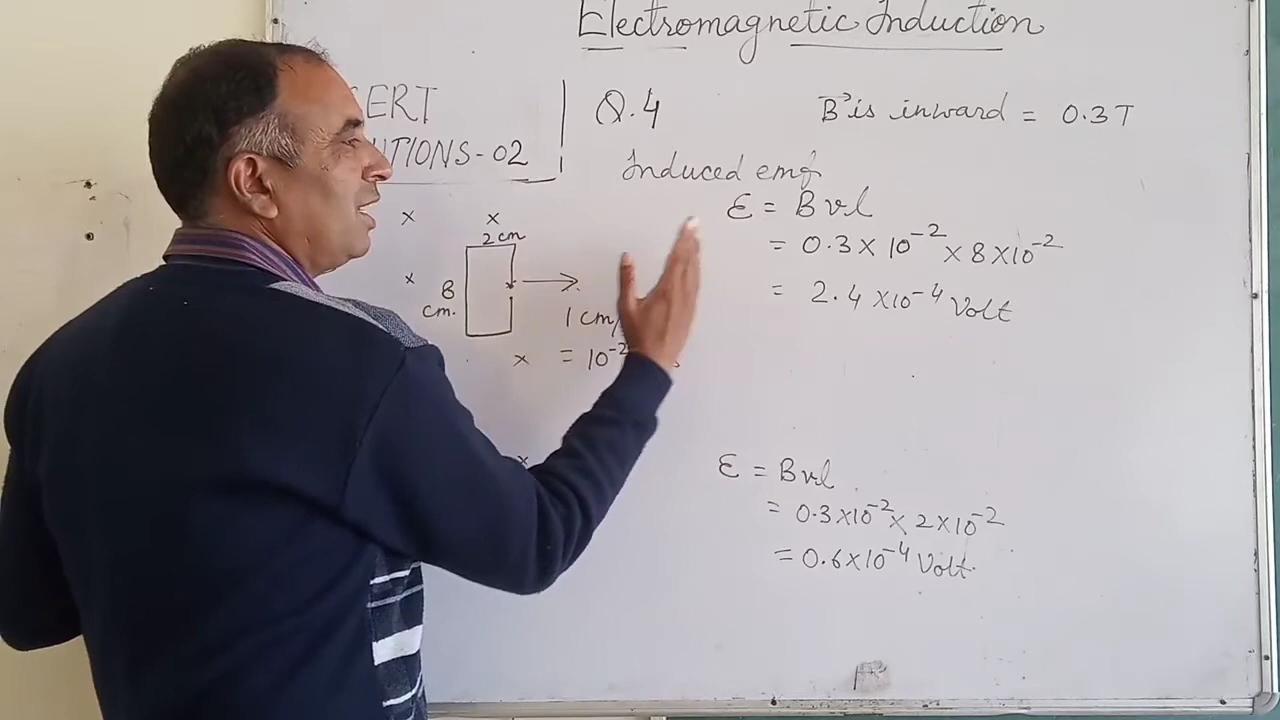 Electromagnetic Induction
ERT
UTIONS-02
Q.4
B⃗ is inward = 0.3T
Induced emf
ε = Bvl
= 0.3 × 10⁻² × 8 × 10⁻²
= 2.4 × 10⁻⁴ Volt
× ×
2 cm
×
8
cm.
1 cm/
× = 10⁻²
s
×
ε = Bvl
= 0.3 × 10⁻² × 2 × 10⁻²
= 0.6 × 10⁻⁴ Volt.